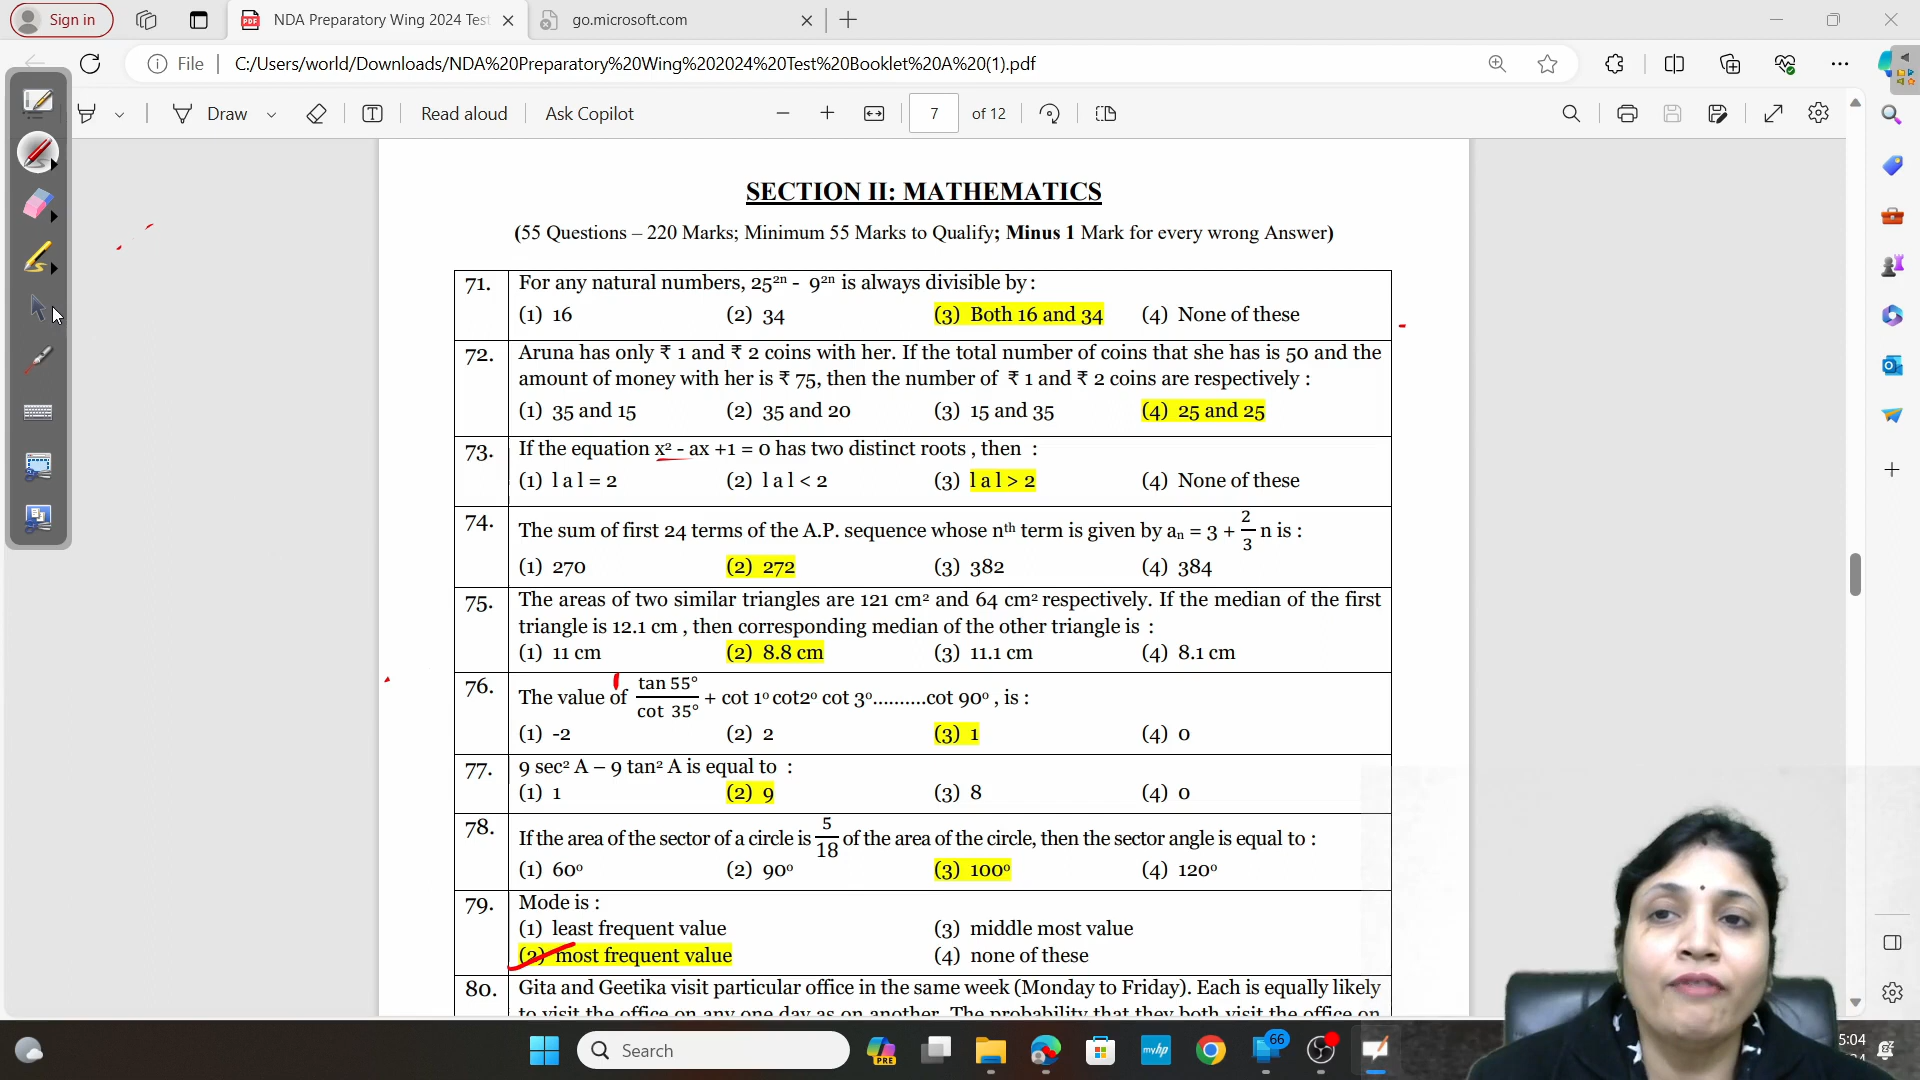 Sign in
NDA Preparatory Wing 2024 Test
go.microsoft.com
File
C:/Users/world/Downloads/NDA%20Preparatory%20Wing%202024%20Test%20Booklet%20A%20(1).pdf
Draw
Read aloud
Ask Copilot
7 of 12
SECTION II: MATHEMATICS
(55 Questions – 220 Marks; Minimum 55 Marks to Qualify; Minus 1 Mark for every wrong Answer)
71. For any natural numbers, 25²ⁿ - 9²ⁿ is always divisible by :
(1) 16 (2) 34 (3) Both 16 and 34 (4) None of these
72. Aruna has only ₹ 1 and ₹ 2 coins with her. If the total number of coins that she has is 50 and the
amount of money with her is ₹ 75, then the number of ₹ 1 and ₹ 2 coins are respectively :
(1) 35 and 15 (2) 35 and 20 (3) 15 and 35 (4) 25 and 25
73. If the equation x² - ax +1 = 0 has two distinct roots , then :
(1) l a l = 2 (2) l a l < 2 (3) l a l > 2 (4) None of these
74. The sum of first 24 terms of the A.P. sequence whose nᵗʰ term is given by aₙ = 3 + 2/3 n is :
(1) 270 (2) 272 (3) 382 (4) 384
75. The areas of two similar triangles are 121 cm² and 64 cm² respectively. If the median of the first
triangle is 12.1 cm , then corresponding median of the other triangle is :
(1) 11 cm (2) 8.8 cm (3) 11.1 cm (4) 8.1 cm
76. The value of tan 55°/cot 35° + cot 1° cot2° cot 3°..........cot 90° , is :
(1) -2 (2) 2 (3) 1 (4) 0
77. 9 sec² A – 9 tan² A is equal to :
(1) 1 (2) 9 (3) 8 (4) 0
78. If the area of the sector of a circle is 5/18 of the area of the circle, then the sector angle is equal to :
(1) 60° (2) 90° (3) 100° (4) 120°
79. Mode is :
(1) least frequent value (3) middle most value
(2) most frequent value (4) none of these
80. Gita and Geetika visit particular office in the same week (Monday to Friday). Each is equally likely
to visit the office on any one day as on another. The probability that they both visit the office on
Search
PRE
myhp
66
5:04